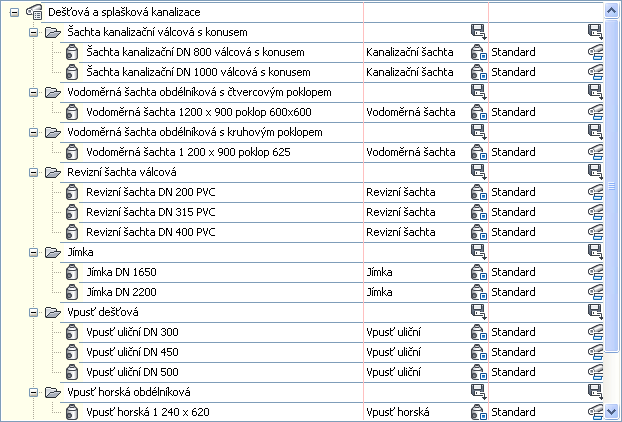 Dešťová a splašková kanalizace
Šachta kanalizační válcová s konusem
Šachta kanalizační DN 800 válcová s konusem Kanalizační šachta Standard
Šachta kanalizační DN 1000 válcová s konusem Kanalizační šachta Standard
Vodoměrná šachta obdélníková s čtvercovým poklopem
Vodoměrná šachta 1200 x 900 poklop 600x600 Vodoměrná šachta Standard
Vodoměrná šachta obdélníková s kruhovým poklopem
Vodoměrná šachta 1 200 x 900 poklop 625 Vodoměrná šachta Standard
Revizní šachta válcová
Revizní šachta DN 200 PVC Revizní šachta Standard
Revizní šachta DN 315 PVC Revizní šachta Standard
Revizní šachta DN 400 PVC Revizní šachta Standard
Jímka
Jímka DN 1650 Jímka Standard
Jímka DN 2200 Jímka Standard
Vpusť dešťová
Vpusť uliční DN 300 Vpusť uliční Standard
Vpusť uliční DN 450 Vpusť uliční Standard
Vpusť uliční DN 500 Vpusť uliční Standard
Vpusť horská obdélníková
Vpusť horská 1 240 x 620 Vpusť horská Standard